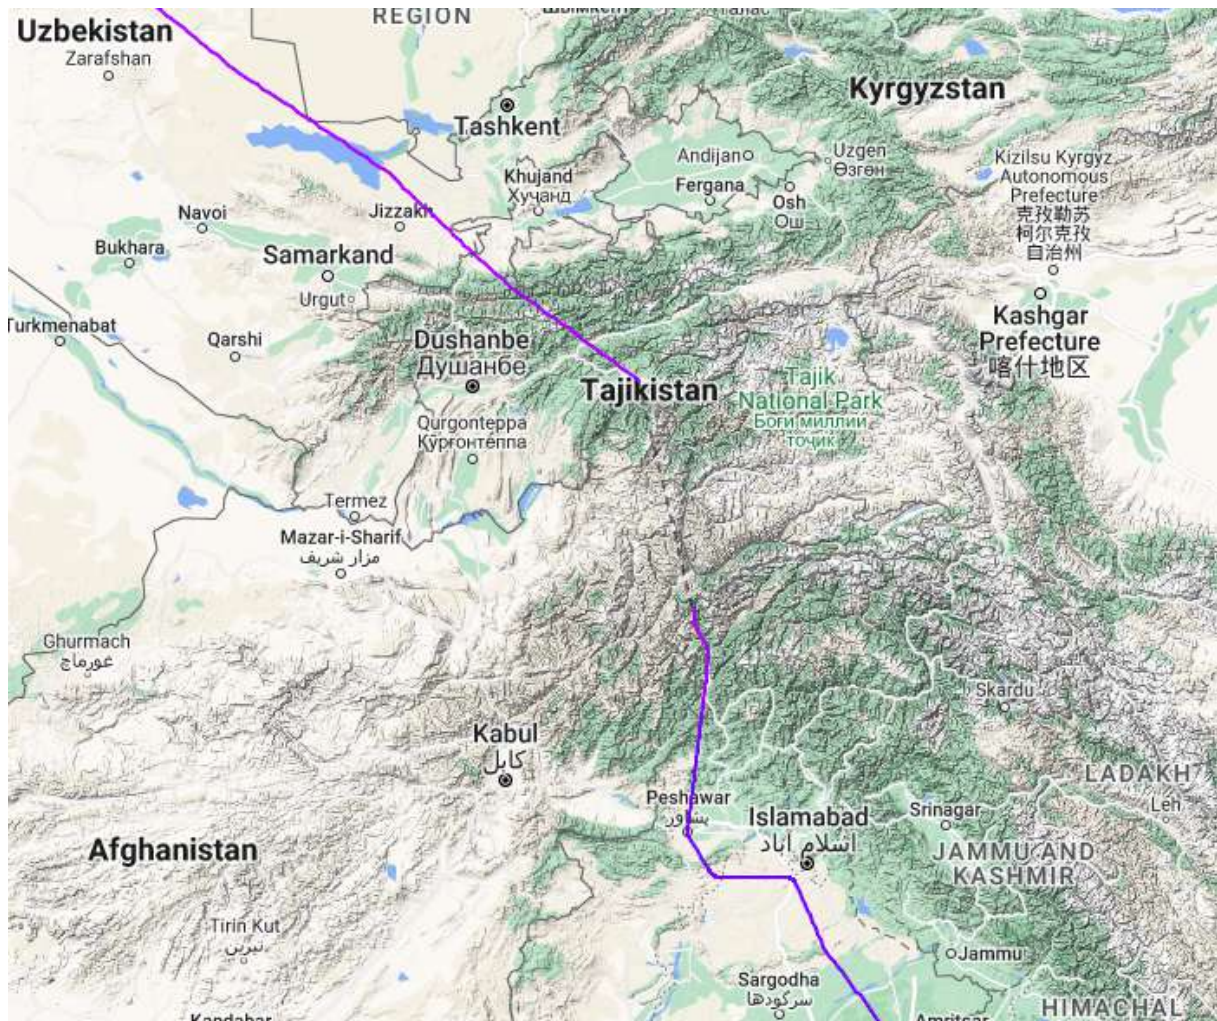 REGION
Uzbekistan
Zarafshan
Kyrgyzstan
Tashkent
Andijan
Uzgen
Өзгөн
Kizilsu Kyrgyz
Autonomous
Prefecture
克孜勒苏
柯尔克孜
自治州
Khujand
Хучанд
Fergana
Osh
Ош
Navoi
Jizzakh
Bukhara
Samarkand
Urgut
Turkmenabat
Qarshi
Dushanbe
Душанбе
Kashgar
Prefecture
喀什地区
Tajikistan
Tajik
National Park
Боғи миллии
тоҷик
Qurgonteppa
Қӯрғонтеппа
Termez
Mazar-i-Sharif
مزار شریف
Ghurmach
غورماچ
Skardu
Kabul
کابل
LADAKH
Leh
Peshawar
پشاور
Islamabad
اسلام آباد
Srinagar
Afghanistan
JAMMU AND
KASHMIR
Tirin Kut
تیرین
Jammu
Sargodha
سرگودھا
HIMACHAL
Kandahar
Amritsar